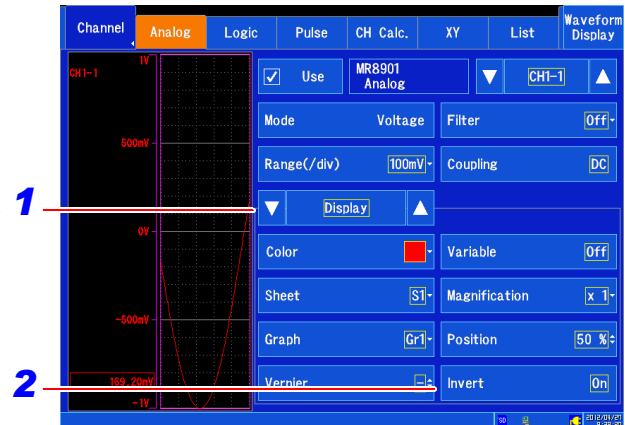 Channel Analog Logic Pulse CH Calc. XY List Waveform Display
CH1-1
1V
500mV
0V
-500mV
169.20mV
-1V
Use MR8901 Analog CH1-1
Mode Voltage Filter Off
Range(/div) 100mV Coupling DC
1
Display
Color Variable Off
Sheet S1 Magnification x 1
Graph Gr1 Position 50 %
2
Vernier - Invert On
SD